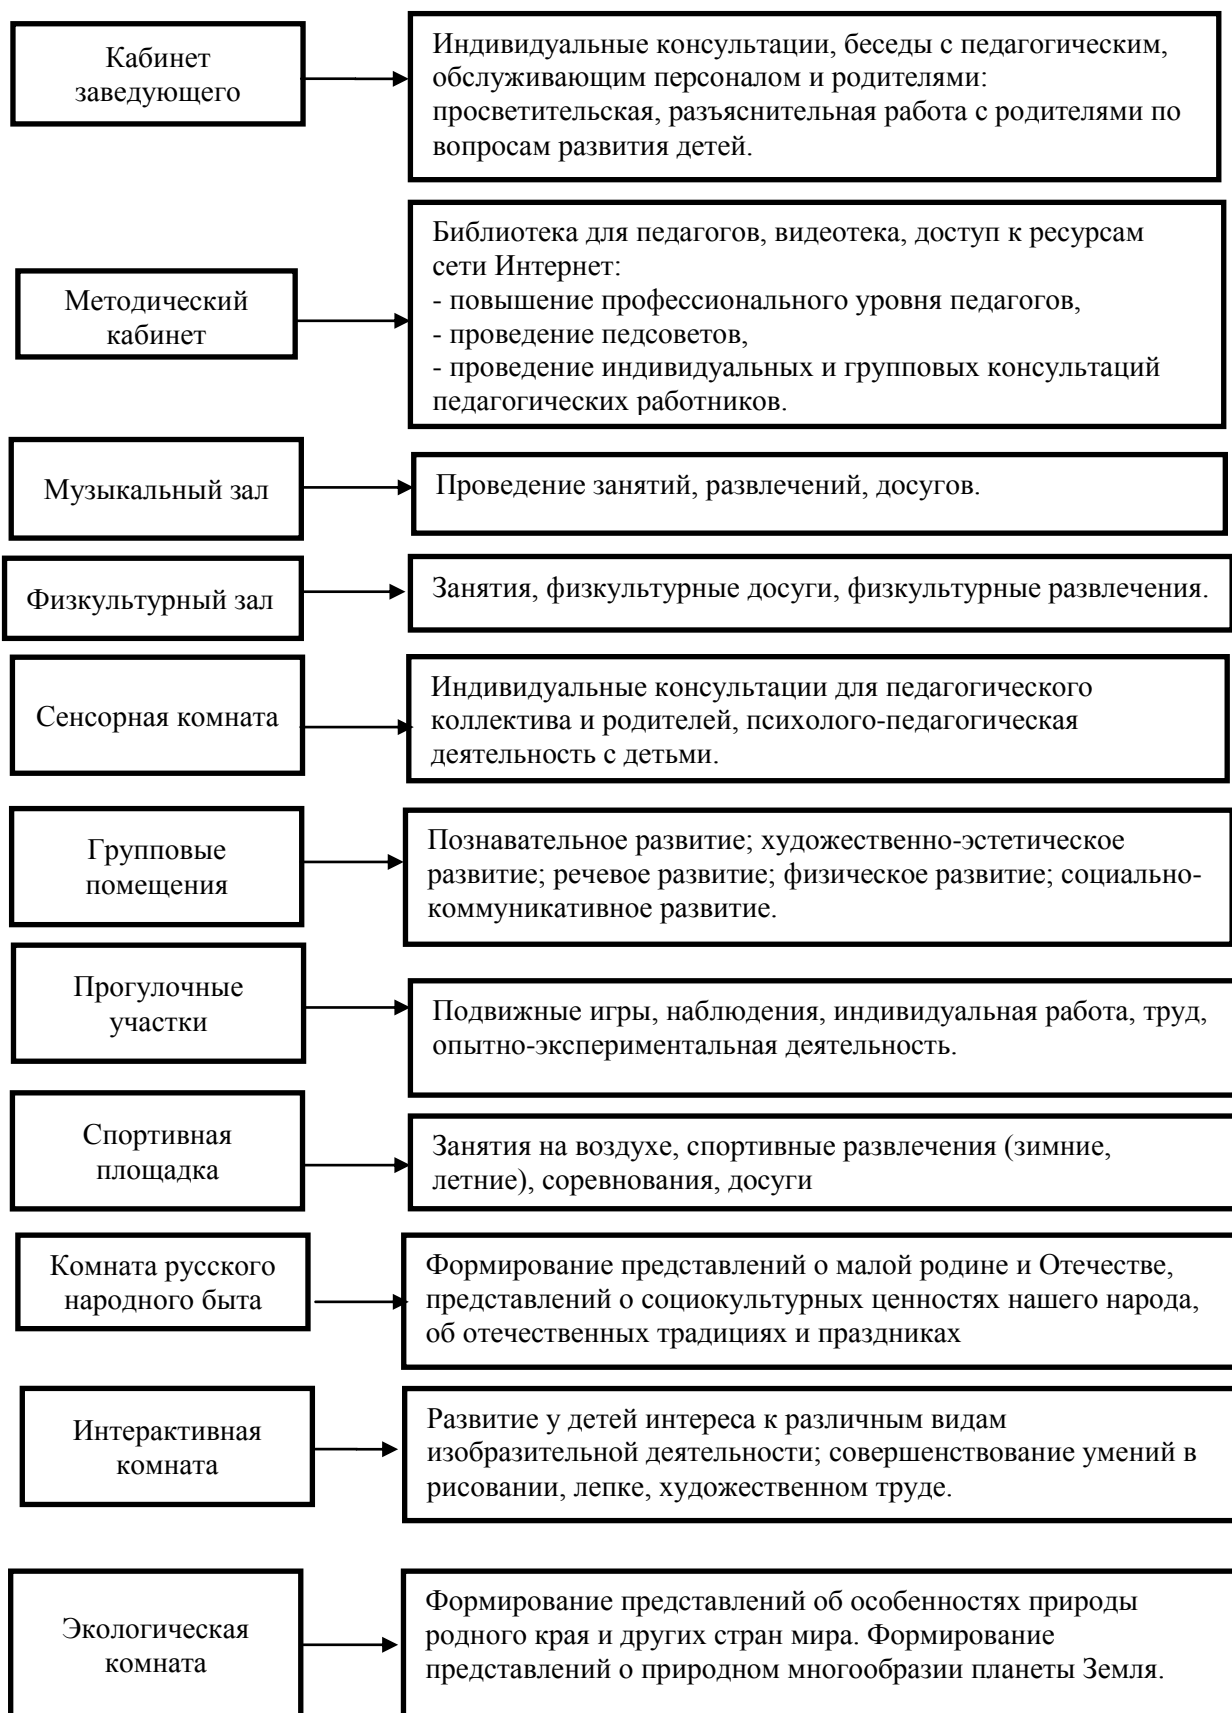 Кабинет
заведующего
Индивидуальные консультации, беседы с педагогическим,
обслуживающим персоналом и родителями:
просветительская, разъяснительная работа с родителями по
вопросам развития детей.
Методический
кабинет
Библиотека для педагогов, видеотека, доступ к ресурсам
сети Интернет:
- повышение профессионального уровня педагогов,
- проведение педсоветов,
- проведение индивидуальных и групповых консультаций
педагогических работников.
Музыкальный зал
Проведение занятий, развлечений, досугов.
Физкультурный зал
Занятия, физкультурные досуги, физкультурные развлечения.
Сенсорная комната
Индивидуальные консультации для педагогического
коллектива и родителей, психолого-педагогическая
деятельность с детьми.
Групповые
помещения
Познавательное развитие; художественно-эстетическое
развитие; речевое развитие; физическое развитие; социально-
коммуникативное развитие.
Прогулочные
участки
Подвижные игры, наблюдения, индивидуальная работа, труд,
опытно-экспериментальная деятельность.
Спортивная
площадка
Занятия на воздухе, спортивные развлечения (зимние,
летние), соревнования, досуги
Комната русского
народного быта
Формирование представлений о малой родине и Отечестве,
представлений о социокультурных ценностях нашего народа,
об отечественных традициях и праздниках
Интерактивная
комната
Развитие у детей интереса к различным видам
изобразительной деятельности; совершенствование умений в
рисовании, лепке, художественном труде.
Экологическая
комната
Формирование представлений об особенностях природы
родного края и других стран мира. Формирование
представлений о природном многообразии планеты Земля.